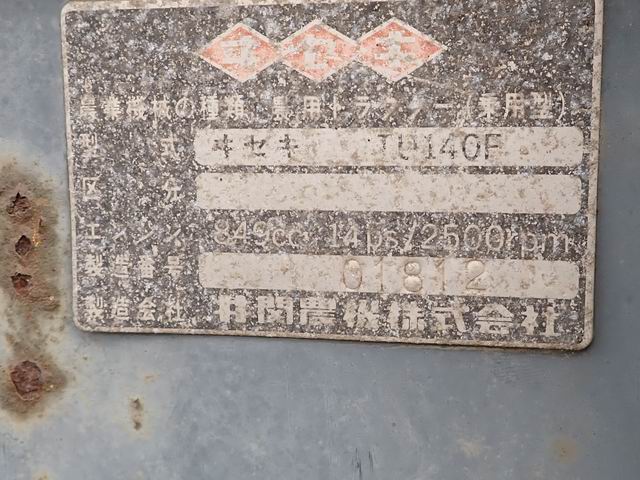 ヰセキ
農業機械の種類 農用トラクター(乗用型)
型式 ヰセキ TU140F
区分
エンジン 849cc 14ps/2500rpm
製造番号 01812
製造会社 井関農機株式会社